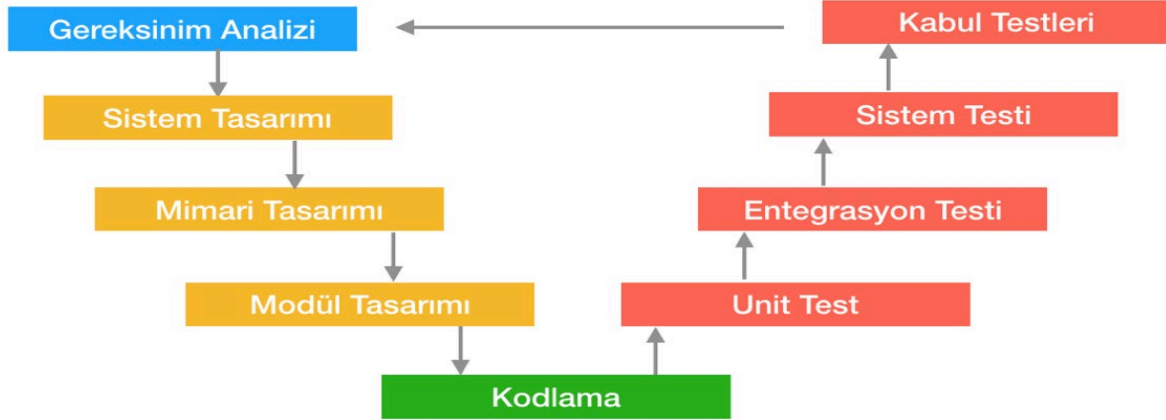 Gereksinim Analizi
Kabul Testleri
Sistem Tasarımı
Sistem Testi
Mimari Tasarımı
Entegrasyon Testi
Modül Tasarımı
Unit Test
Kodlama